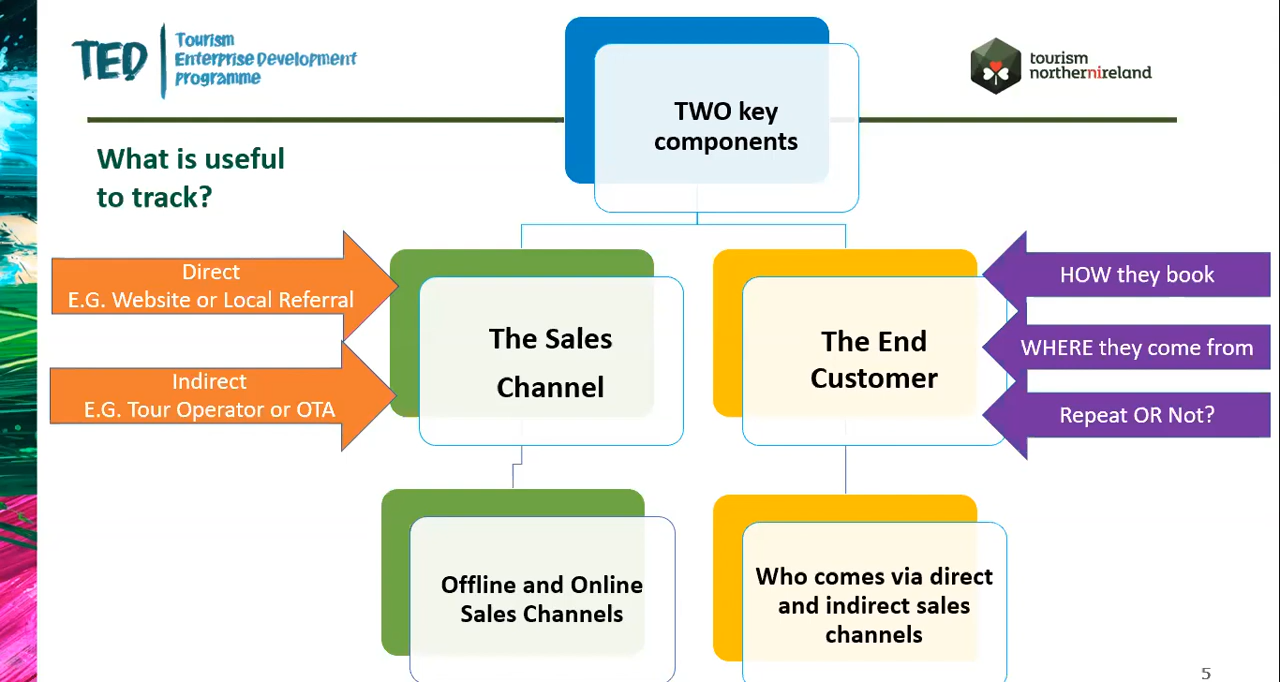 TED
Tourism
Enterprise Development
programme
tourism
northernireland
What is useful
to track?
TWO key
components
Direct
E.G. Website or Local Referral
Indirect
E.G. Tour Operator or OTA
The Sales
Channel
The End
Customer
HOW they book
WHERE they come from
Repeat OR Not?
Offline and Online
Sales Channels
Who comes via direct
and indirect sales
channels
5